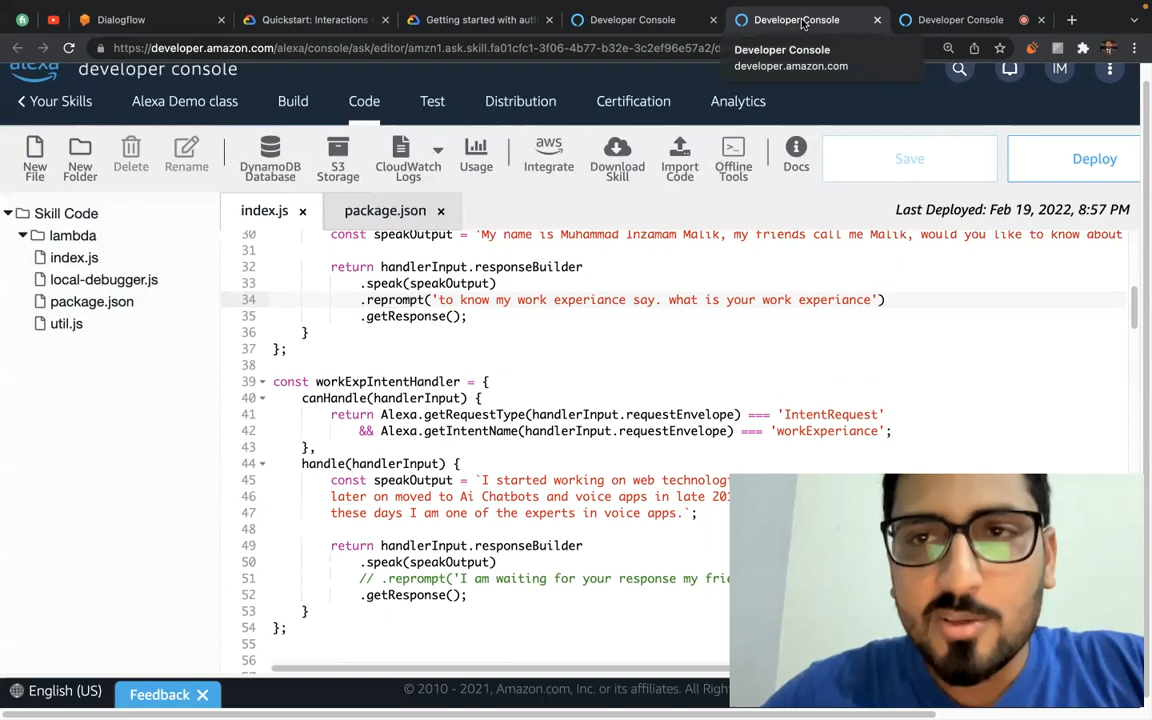 Dialogflow
Quickstart: Interactions
Getting started with auth
Developer Console
Developer Console
Developer Console
https://developer.amazon.com/alexa/console/ask/editor/amzn1.ask.skill.fa01cfc1-3f06-4b77-b32e-3c2ef96e57a2/d
Developer Console
developer.amazon.com
alexa
developer console
IM
Your Skills
Alexa Demo class
Build
Code
Test
Distribution
Certification
Analytics
New File
New Folder
Delete
Rename
DynamoDB Database
S3 Storage
CloudWatch Logs
Usage
aws
Integrate
Download Skill
Import Code
Offline Tools
Docs
Save
Deploy
Skill Code
lambda
index.js
local-debugger.js
package.json
util.js
index.js ×
package.json ×
Last Deployed: Feb 19, 2022, 8:57 PM
30 const speakOutput = 'My name is Muhammad Inzamam Malik, my friends call me Malik, would you like to know about
31
32 return handlerInput.responseBuilder
33 .speak(speakOutput)
34 .reprompt('to know my work experiance say. what is your work experiance')
35 .getResponse();
36 }
37 };
38
39 const workExpIntentHandler = {
40 canHandle(handlerInput) {
41 return Alexa.getRequestType(handlerInput.requestEnvelope) === 'IntentRequest'
42 && Alexa.getIntentName(handlerInput.requestEnvelope) === 'workExperiance';
43 },
44 handle(handlerInput) {
45 const speakOutput = `I started working on web technolog
46 later on moved to Ai Chatbots and voice apps in late 20
47 these days I am one of the experts in voice apps.`;
48
49 return handlerInput.responseBuilder
50 .speak(speakOutput)
51 // .reprompt('I am waiting for your response my fri
52 .getResponse();
53 }
54 };
55
56
English (US)
Feedback
© 2010 - 2021, Amazon.com, Inc. or its affiliates. All Rig